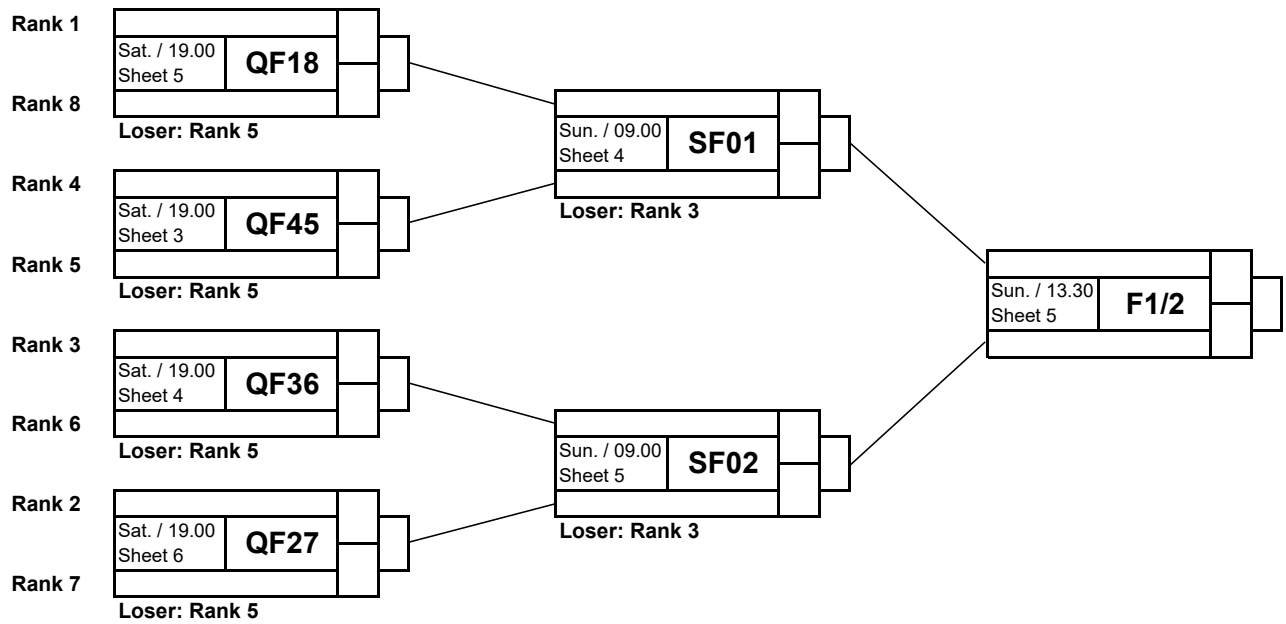 Rank 1
Sat. / 19.00
Sheet 5
QF18
Rank 8
Loser: Rank 5
Rank 4
Sat. / 19.00
Sheet 3
QF45
Rank 5
Loser: Rank 5
Rank 3
Sat. / 19.00
Sheet 4
QF36
Rank 6
Loser: Rank 5
Rank 2
Sat. / 19.00
Sheet 6
QF27
Rank 7
Loser: Rank 5
Sun. / 09.00
Sheet 4
SF01
Loser: Rank 3
Sun. / 09.00
Sheet 5
SF02
Loser: Rank 3
Sun. / 13.30
Sheet 5
F1/2